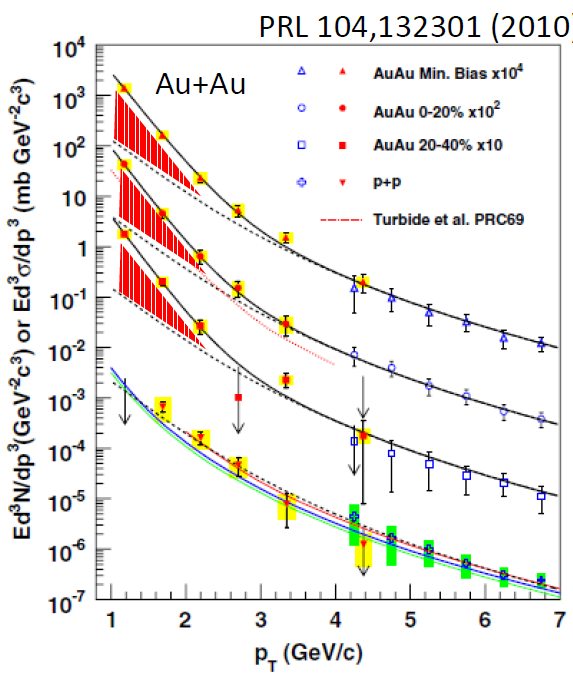 PRL 104,132301 (2010)
Au+Au
AuAu Min. Bias x10⁴
AuAu 0-20% x10²
AuAu 20-40% x10
p+p
Turbide et al. PRC69
Ed³N/dp³(GeV⁻²c³) or Ed³σ/dp³ (mb GeV⁻²c³)
10⁴
10³
10²
10
1
10⁻¹
10⁻²
10⁻³
10⁻⁴
10⁻⁵
10⁻⁶
10⁻⁷
1 2 3 4 5 6 7
p_T (GeV/c)